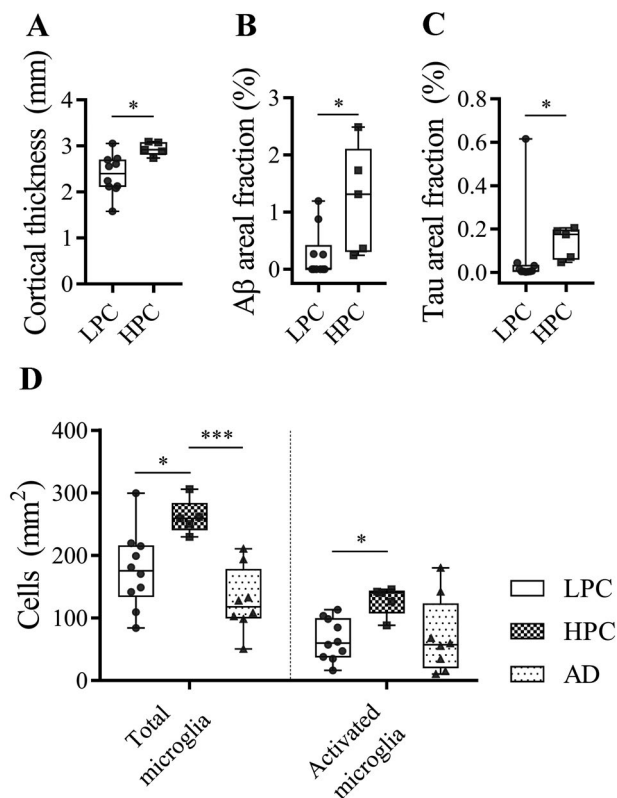 A
B
C
Cortical thickness (mm)
4
3
2
1
0
*
LPC
HPC
Aβ areal fraction (%)
3
2
1
0
*
LPC
HPC
Tau areal fraction (%)
0.8
0.6
0.4
0.2
0.0
*
LPC
HPC
D
Cells (mm²)
400
300
200
100
0
*
***
*
Total
microglia
Activated
microglia
LPC
HPC
AD